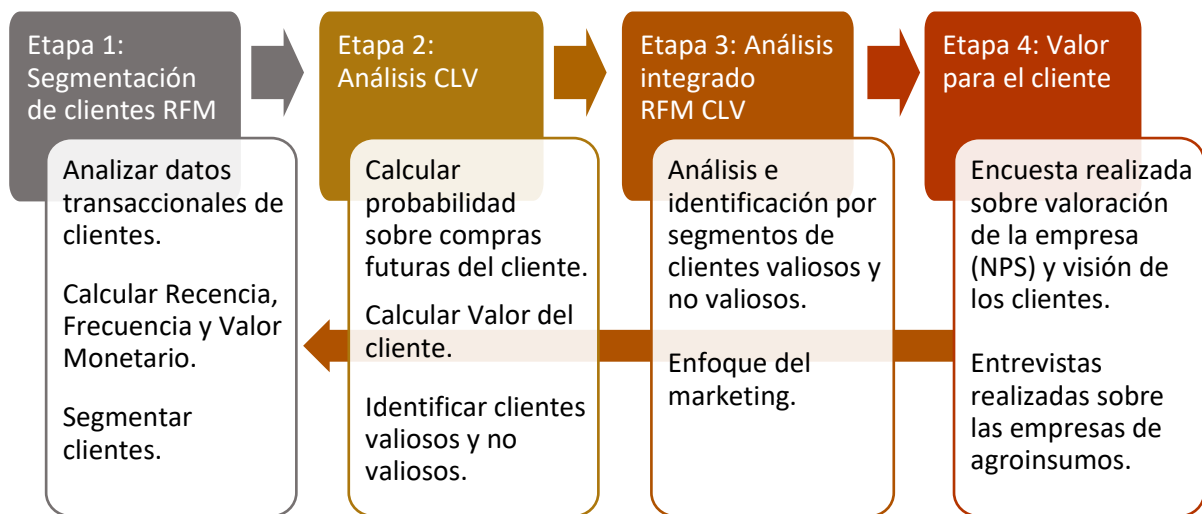 Etapa 1:
Segmentación
de clientes RFM
Analizar datos
transaccionales de
clientes.
Calcular Recencia,
Frecuencia y Valor
Monetario.
Segmentar
clientes.
Etapa 2:
Análisis CLV
Calcular
probabilidad
sobre compras
futuras del cliente.
Calcular Valor del
cliente.
Identificar clientes
valiosos y no
valiosos.
Etapa 3: Análisis
integrado
RFM CLV
Análisis e
identificación por
segmentos de
clientes valiosos y
no valiosos.
Enfoque del
marketing.
Etapa 4: Valor
para el cliente
Encuesta realizada
sobre valoración
de la empresa
(NPS) y visión de
los clientes.
Entrevistas
realizadas sobre
las empresas de
agroinsumos.